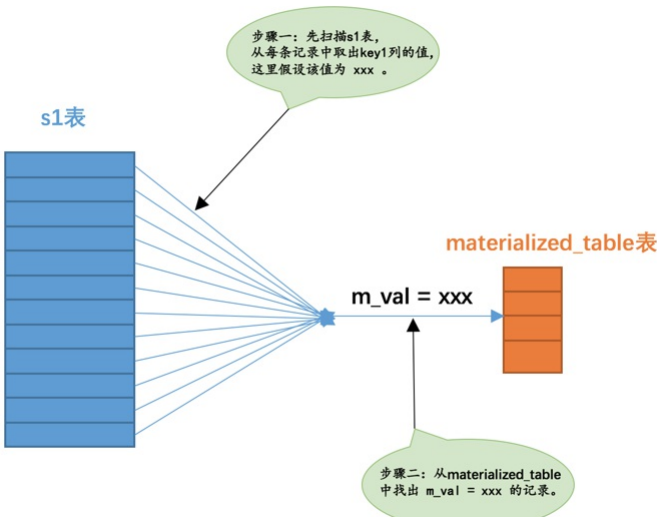 步骤一：先扫描s1表，
从每条记录中取出key1列的值，
这里假设该值为 xxx 。
s1表
materialized_table表
m_val = xxx
步骤二：从materialized_table
中找出 m_val = xxx 的记录。